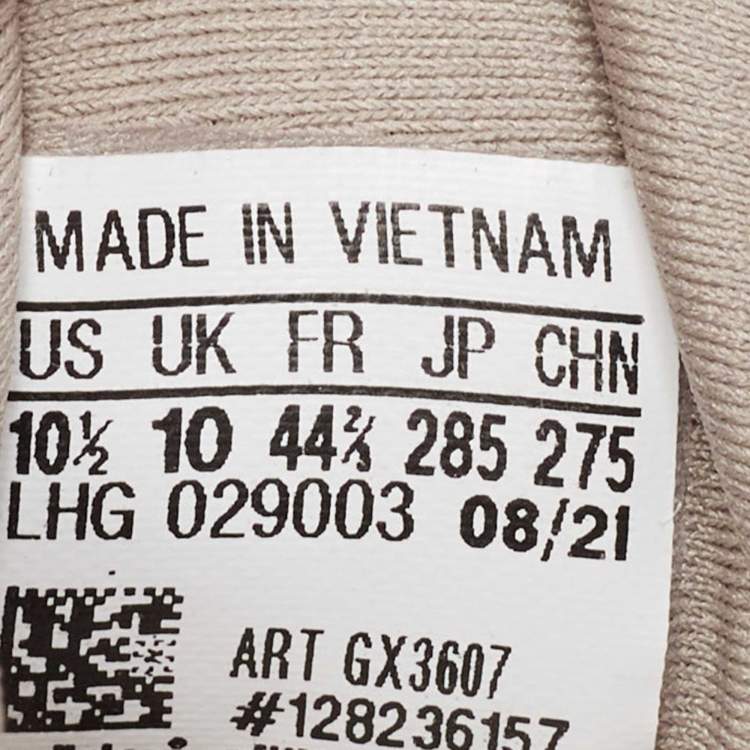 MADE IN VIETNAM
US UK FR JP CHN
10½ 10 44⅔ 285 275
LHG 029003 08/21
ART GX3607
#128236157